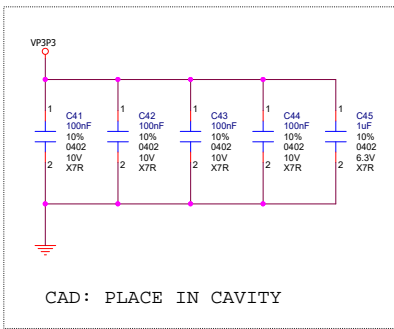 VP3P3
1 1 1 1 1
C41 C42 C43 C44 C45
100nF 100nF 100nF 100nF 1uF
10% 10% 10% 10% 10%
0402 0402 0402 0402 0402
2 10V 2 10V 2 10V 2 10V 2 6.3V
X7R X7R X7R X7R X7R
CAD: PLACE IN CAVITY